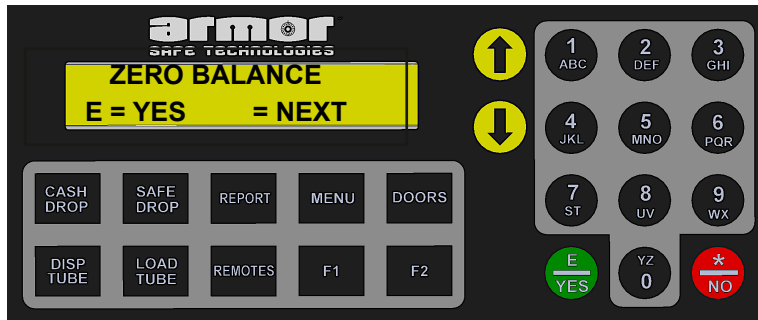 armor
SAFE TECHNOLOGIES
ZERO BALANCE
E = YES = NEXT
1
ABC
2
DEF
3
GHI
4
JKL
5
MNO
6
PQR
7
ST
8
UV
9
WX
E
YES
YZ
0
*
NO
CASH
DROP
SAFE
DROP
REPORT
MENU
DOORS
DISP
TUBE
LOAD
TUBE
REMOTES
F1
F2